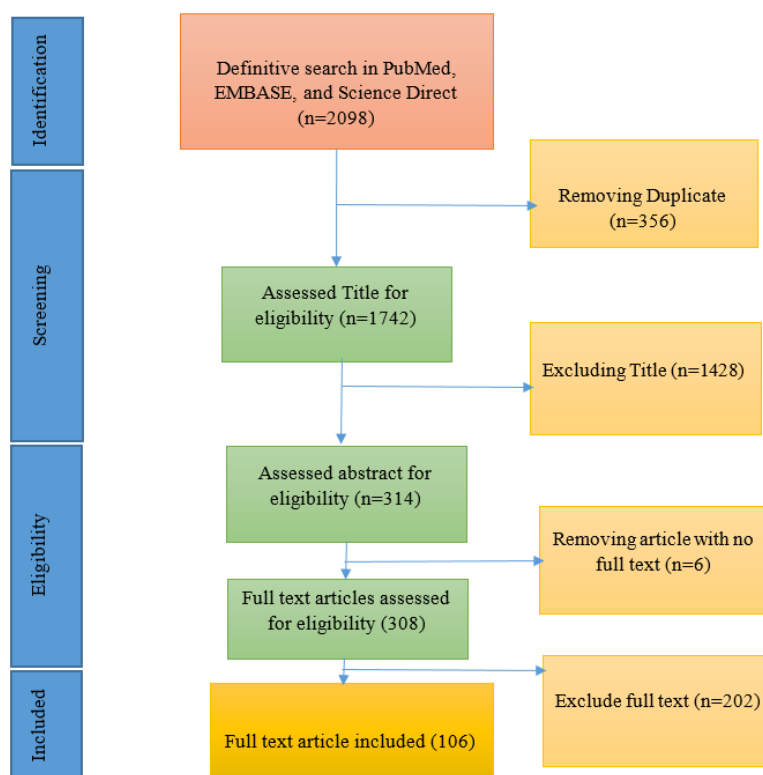 Identification
Definitive search in PubMed,
EMBASE, and Science Direct
(n=2098)
Removing Duplicate
(n=356)
Screening
Assessed Title for
eligibility (n=1742)
Excluding Title (n=1428)
Eligibility
Assessed abstract for
eligibility (n=314)
Removing article with no
full text (n=6)
Full text articles assessed
for eligibility (308)
Included
Exclude full text (n=202)
Full text article included (106)